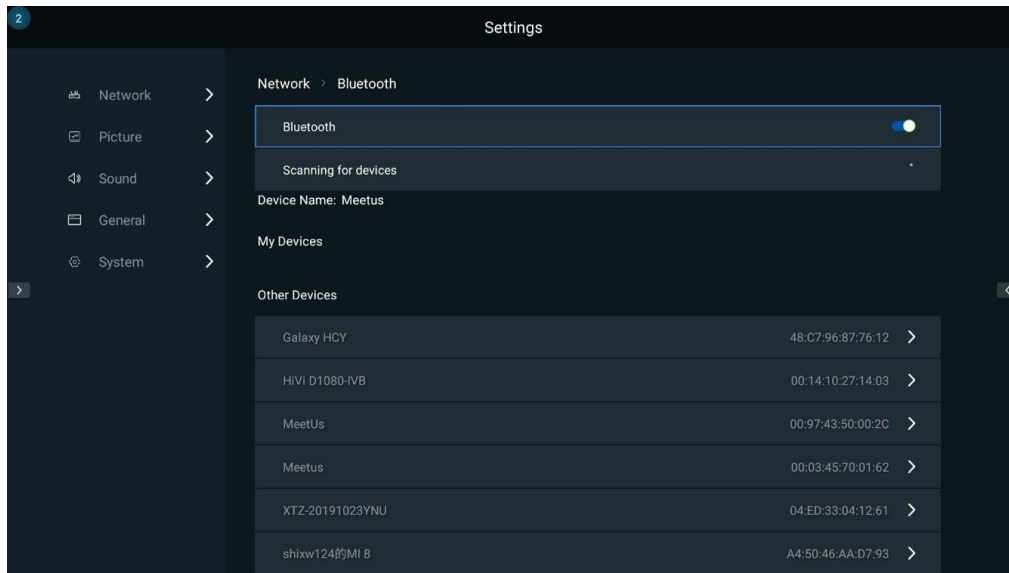 2
Settings
Network
Picture
Sound
General
System
Network > Bluetooth
Bluetooth
Scanning for devices
Device Name: Meetus
My Devices
Other Devices
Galaxy HCY 48:C7:96:87:76:12
HiVi D1080-IVB 00:14:10:27:14:03
MeetUs 00:97:43:50:00:2C
Meetus 00:03:45:70:01:62
XTZ-20191023YNU 04:ED:33:04:12:61
shixw124的MI 8 A4:50:46:AA:D7:93